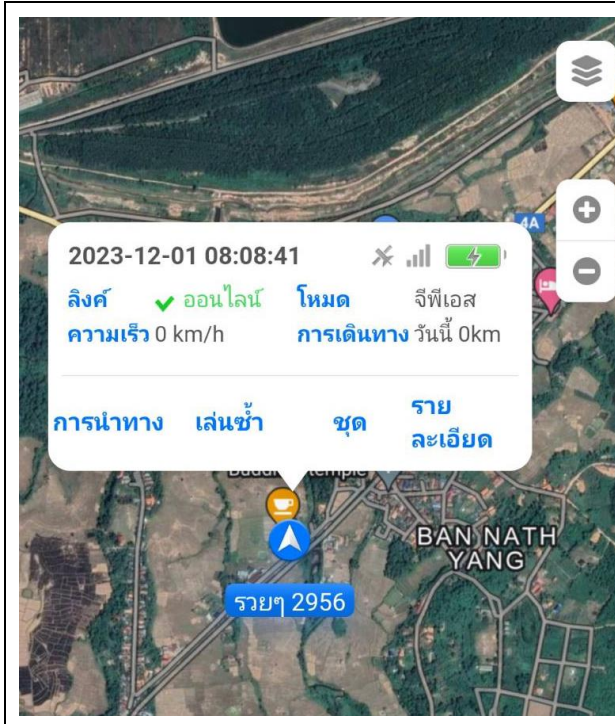 4A
2023-12-01 08:08:41
ลิงค์ ออนไลน์ โหมด จีพีเอส
ความเร็ว 0 km/h การเดินทาง วันนี้ 0km
การนำทาง เล่นซ้ำ ชุด ราย
ละเอียด
temple
BAN NATH
YANG
รวยๆ 2956